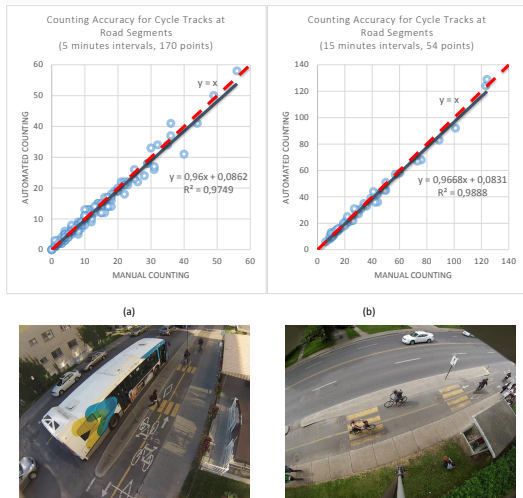 Counting Accuracy for Cycle Tracks at
Road Segments
(5 minutes intervals, 170 points)
60
50
40
30
20
10
0
0
10
20
30
40
50
60
AUTOMATED COUNTING
MANUAL COUNTING
y = x
y = 0,96x + 0,0862
R² = 0,9749
Counting Accuracy for Cycle Tracks at
Road Segments
(15 minutes intervals, 54 points)
140
120
100
80
60
40
20
0
0
20
40
60
80
100
120
140
AUTOMATED COUNTING
MANUAL COUNTING
y = x
y = 0,9668x + 0,0831
R² = 0,9888
(a)
(b)